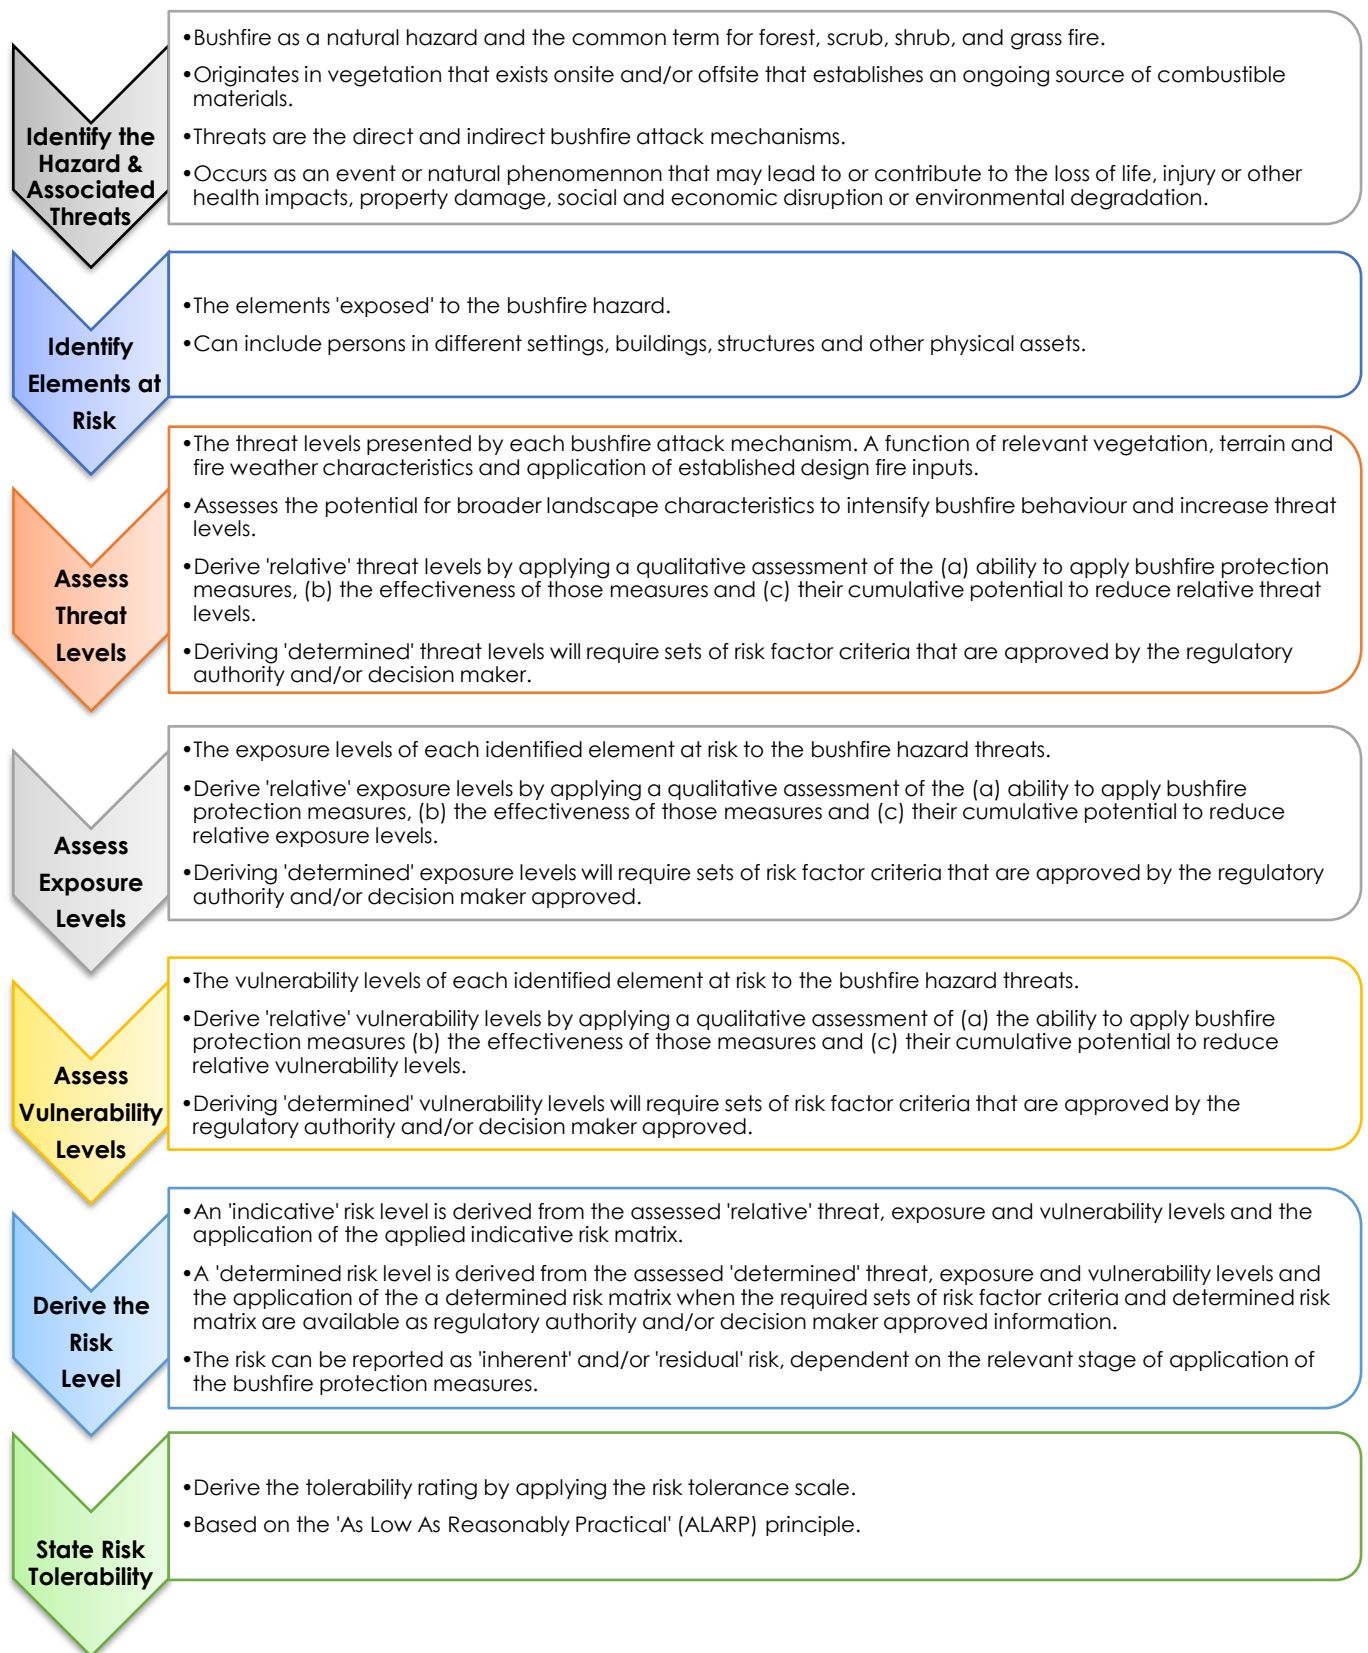 Identify the
Hazard &
Associated
Threats
•Bushfire as a natural hazard and the common term for forest, scrub, shrub, and grass fire.
•Originates in vegetation that exists onsite and/or offsite that establishes an ongoing source of combustible
materials.
•Threats are the direct and indirect bushfire attack mechanisms.
•Occurs as an event or natural phenomennon that may lead to or contribute to the loss of life, injury or other
health impacts, property damage, social and economic disruption or environmental degradation.
Identify
Elements at
Risk
•The elements 'exposed' to the bushfire hazard.
•Can include persons in different settings, buildings, structures and other physical assets.
Assess
Threat
Levels
•The threat levels presented by each bushfire attack mechanism. A function of relevant vegetation, terrain and
fire weather characteristics and application of established design fire inputs.
•Assesses the potential for broader landscape characteristics to intensify bushfire behaviour and increase threat
levels.
•Derive 'relative' threat levels by applying a qualitative assessment of the (a) ability to apply bushfire protection
measures, (b) the effectiveness of those measures and (c) their cumulative potential to reduce relative threat
levels.
•Deriving 'determined' threat levels will require sets of risk factor criteria that are approved by the regulatory
authority and/or decision maker.
Assess
Exposure
Levels
•The exposure levels of each identified element at risk to the bushfire hazard threats.
•Derive 'relative' exposure levels by applying a qualitative assessment of the (a) ability to apply bushfire
protection measures, (b) the effectiveness of those measures and (c) their cumulative potential to reduce
relative exposure levels.
•Deriving 'determined' exposure levels will require sets of risk factor criteria that are approved by the regulatory
authority and/or decision maker approved.
Assess
Vulnerability
Levels
•The vulnerability levels of each identified element at risk to the bushfire hazard threats.
•Derive 'relative' vulnerability levels by applying a qualitative assessment of (a) the ability to apply bushfire
protection measures (b) the effectiveness of those measures and (c) their cumulative potential to reduce
relative vulnerability levels.
•Deriving 'determined' vulnerability levels will require sets of risk factor criteria that are approved by the
regulatory authority and/or decision maker approved.
Derive the
Risk
Level
•An 'indicative' risk level is derived from the assessed 'relative' threat, exposure and vulnerability levels and the
application of the applied indicative risk matrix.
•A 'determined risk level is derived from the assessed 'determined' threat, exposure and vulnerability levels and
the application of the a determined risk matrix when the required sets of risk factor criteria and determined risk
matrix are available as regulatory authority and/or decision maker approved information.
•The risk can be reported as 'inherent' and/or 'residual' risk, dependent on the relevant stage of application of
the bushfire protection measures.
State Risk
Tolerability
•Derive the tolerability rating by applying the risk tolerance scale.
•Based on the 'As Low As Reasonably Practical' (ALARP) principle.